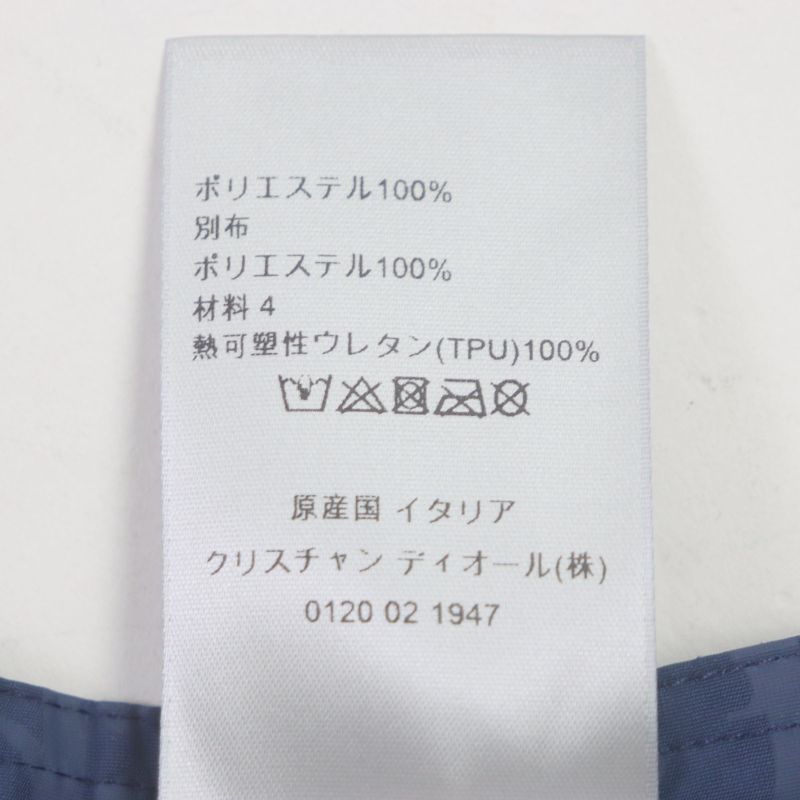 ポリエステル100%
別布
ポリエステル100%
材料 4
熱可塑性ウレタン(TPU)100%
原産国 イタリア
クリスチャン ディオール(株)
0120 02 1947